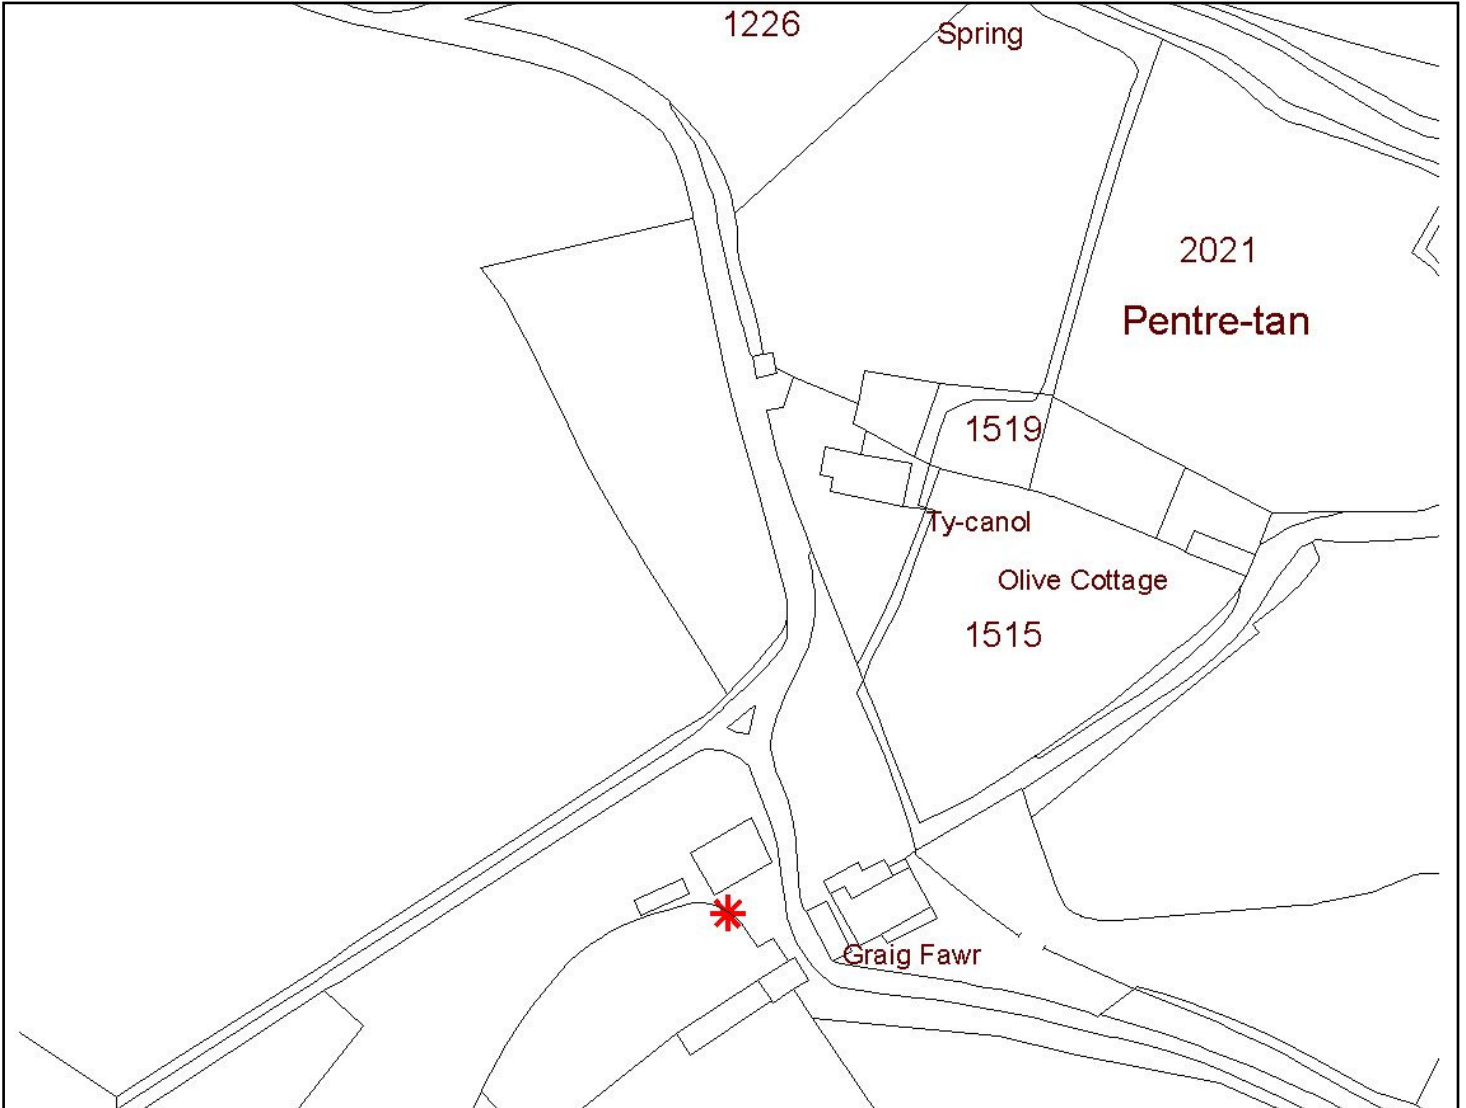 1226
Spring
2021
Pentre-tan
1519
Ty-canol
Olive Cottage
1515
Graig Fawr